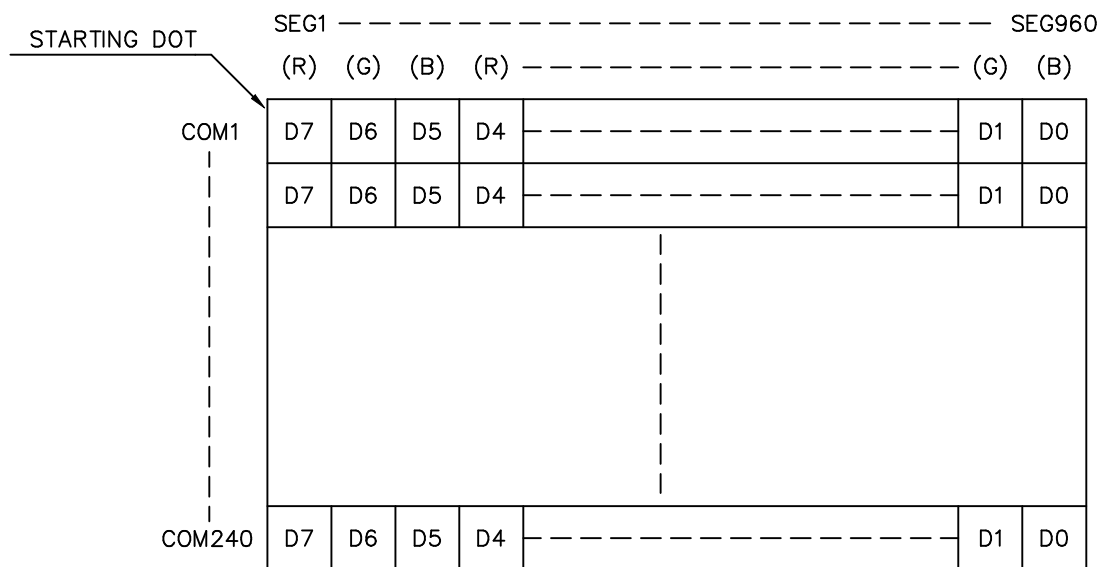 SEG1 SEG960
STARTING DOT
(R) (G) (B) (R) (G) (B)
COM1 D7 D6 D5 D4 D1 D0
D7 D6 D5 D4 D1 D0
COM240 D7 D6 D5 D4 D1 D0